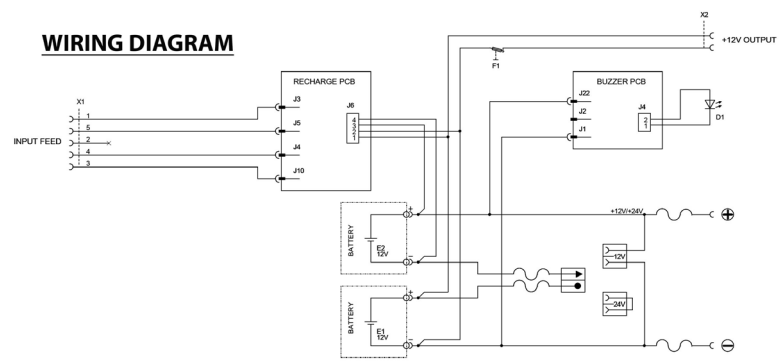 WIRING DIAGRAM
X2
+12V OUTPUT
F1
RECHARGE PCB
BUZZER PCB
X1
J3
J6
J22
J4
D1
1
4
3
2
1
J2
2
1
5
J5
INPUT FEED
2
J1
4
J4
3
J10
BATTERY
+
+12V/+24V
+
E2
12V
12V
-
BATTERY
+
24V
E1
12V
-
-